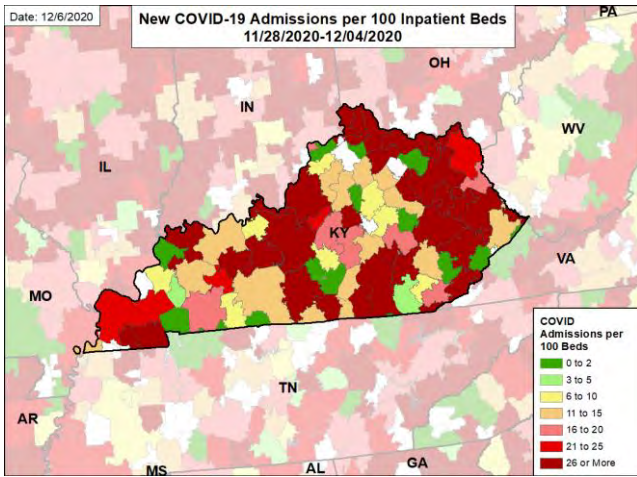 Date: 12/6/2020
New COVID-19 Admissions per 100 Inpatient Beds
11/28/2020-12/04/2020
PA
OH
IN
WV
IL
KY
VA
MO
TN
AR
MS
AL
GA
COVID
Admissions per
100 Beds
0 to 2
3 to 5
6 to 10
11 to 15
16 to 20
21 to 25
26 or More